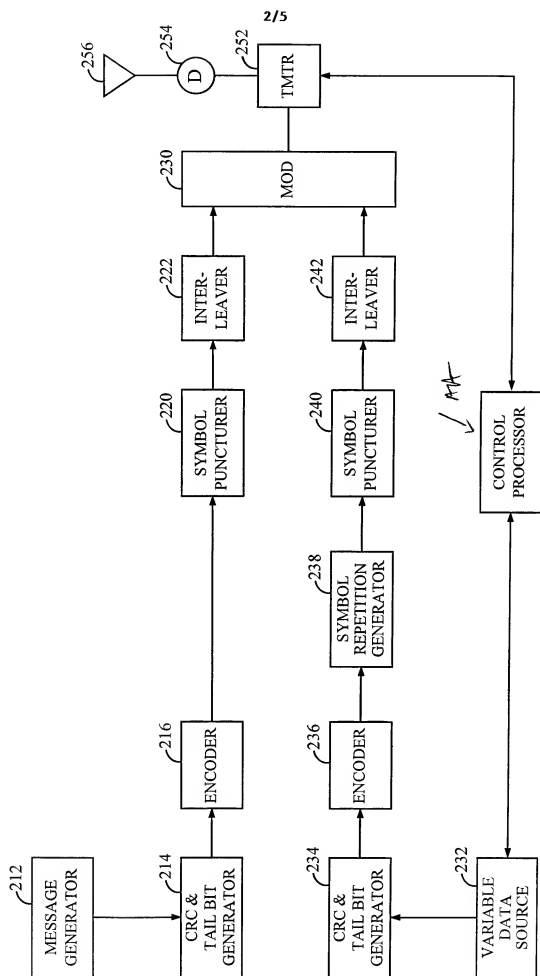 2/5
212
MESSAGE
GENERATOR
214
CRC &
TAIL BIT
GENERATOR
216
ENCODER
220
SYMBOL
PUNCTURER
222
INTER-
LEAVER
230
MOD
252
TMTR
254
D
256
232
VARIABLE
DATA
SOURCE
234
CRC &
TAIL BIT
GENERATOR
236
ENCODER
238
SYMBOL
REPETITION
GENERATOR
240
SYMBOL
PUNCTURER
242
INTER-
LEAVER
CONTROL
PROCESSOR